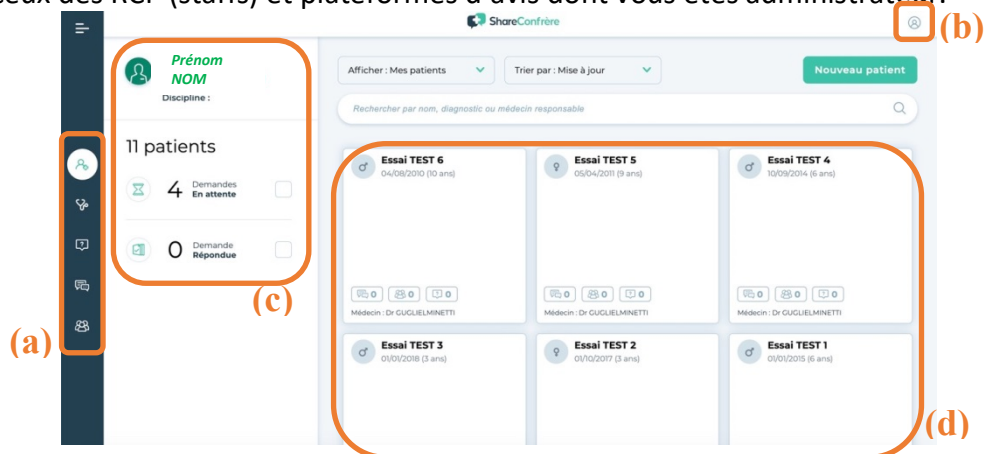 ceux des RCP (staffs) et plateformes d'avis dont vous êtes administrateur.
ShareConfrère
(b)
Prénom
NOM
Discipline :
Afficher : Mes patients
Trier par : Mise à jour
Nouveau patient
Rechercher par nom, diagnostic ou médecin responsable
11 patients
4 Demandes
En attente
0 Demande
Répondue
(c)
(a)
Essai TEST 6
04/08/2010 (10 ans)
0 0 0
Médecin : Dr GUGLIELMINETTI
Essai TEST 5
05/04/2011 (9 ans)
0 0 0
Médecin : Dr GUGLIELMINETTI
Essai TEST 4
10/09/2014 (6 ans)
0 0 0
Médecin : Dr GUGLIELMINETTI
Essai TEST 3
01/01/2018 (3 ans)
Essai TEST 2
01/10/2017 (3 ans)
Essai TEST 1
01/01/2015 (6 ans)
(d)